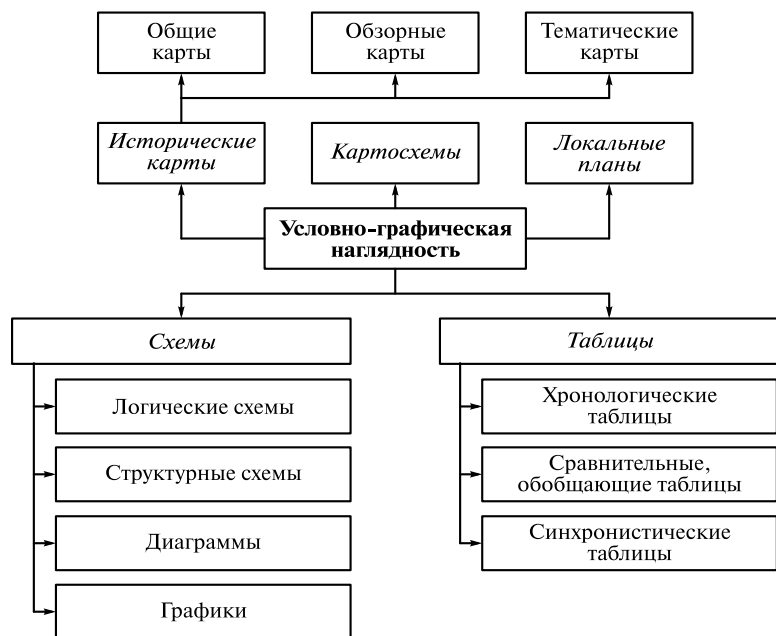 Общие
карты
Обзорные
карты
Тематические
карты
Исторические
карты
Картосхемы
Локальные
планы
Условно-графическая
наглядность
Схемы
Таблицы
Логические схемы
Структурные схемы
Диаграммы
Графики
Хронологические
таблицы
Сравнительные,
обобщающие таблицы
Синхронистические
таблицы